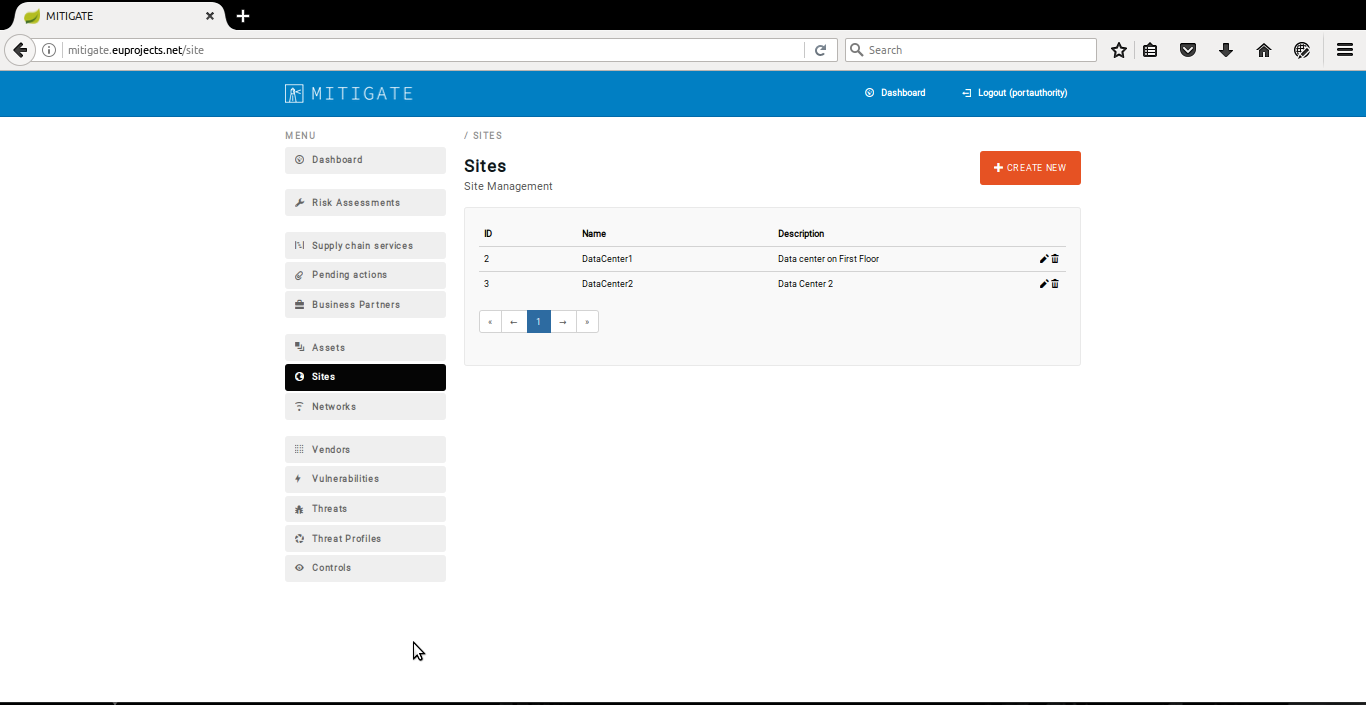 MITIGATE
mitigate.euprojects.net/site
Search
MITIGATE
Dashboard
Logout (portauthority)
MENU
Dashboard
Risk Assessments
Supply chain services
Pending actions
Business Partners
Assets
Sites
Networks
Vendors
Vulnerabilities
Threats
Threat Profiles
Controls
/ SITES
Sites
Site Management
CREATE NEW
ID Name Description
2 DataCenter1 Data center on First Floor
3 DataCenter2 Data Center 2
« ← 1 → »